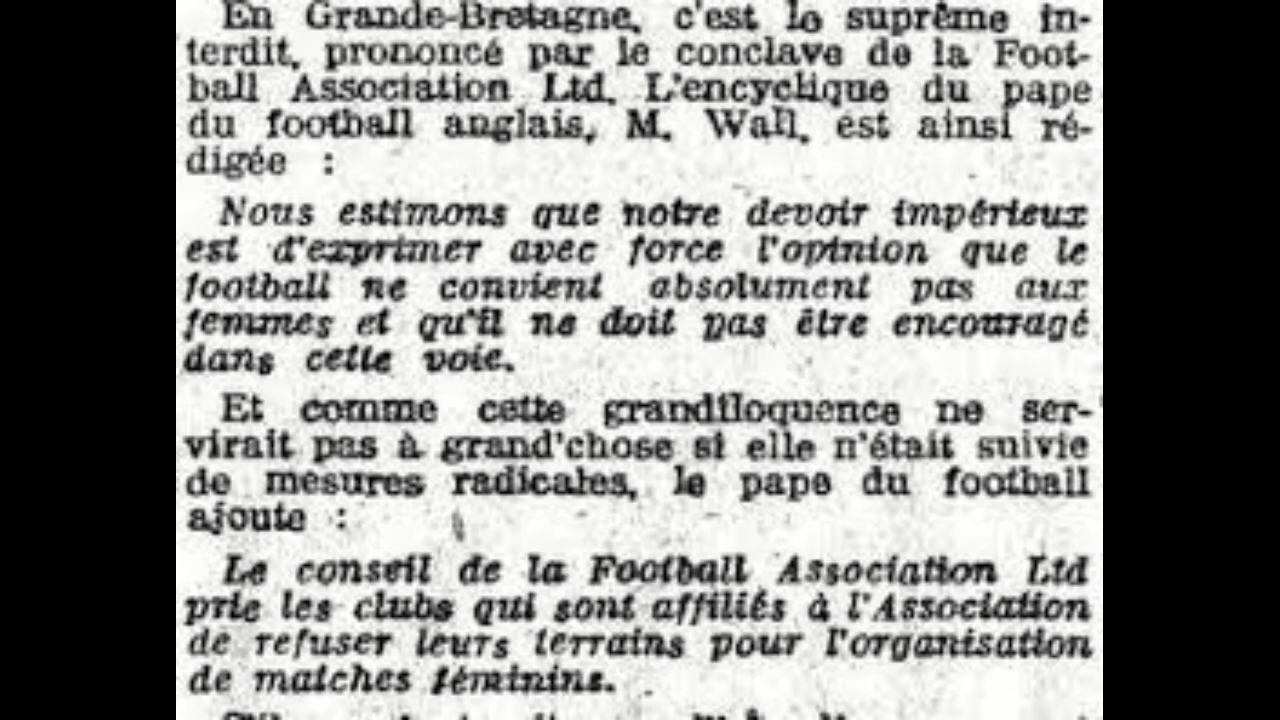 En Grande-Bretagne, c'est le suprême in-
terdit, prononcé par le conclave de la Foot-
ball Association Ltd. L'encyclique du pape
du football anglais, M. Wall, est ainsi ré-
digée :
Nous estimons que notre devoir impérieux
est d'exprimer avec force l'opinion que le
football ne convient absolument pas aux
femmes et qu'il ne doit pas être encouragé
dans cette voie.
Et comme cette grandiloquence ne ser-
virait pas à grand'chose si elle n'était suivie
de mesures radicales, le pape du football
ajoute :
Le conseil de la Football Association Ltd
prie les clubs qui sont affiliés à l'Association
de refuser leurs terrains pour l'organisation
de matches féminins.